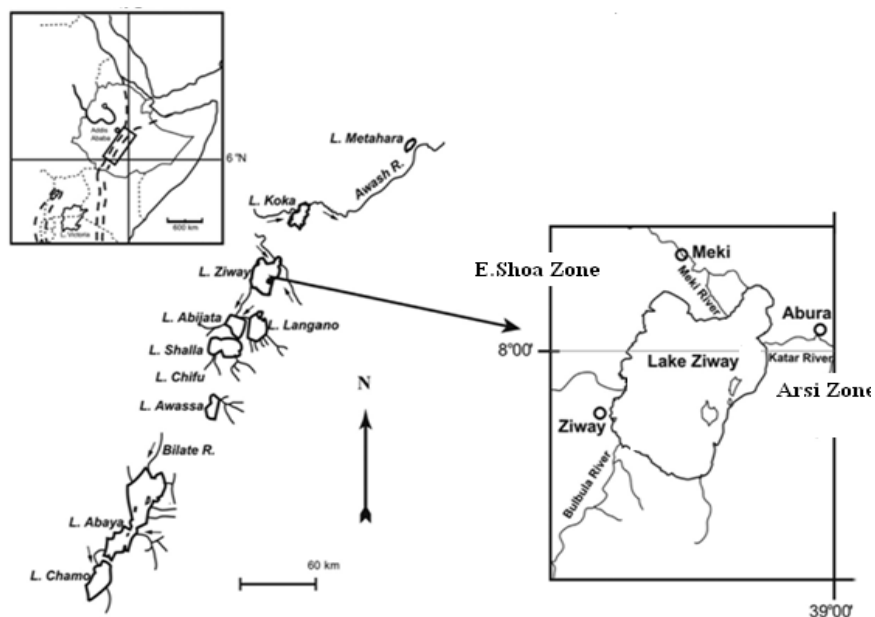 Addis
Ababa
6 °N
L. Victoria
600 km
L. Metahara
Awash R.
L. Koka
L. Ziway
L. Abijata
L. Langano
L. Shalla
L. Chifu
L. Awassa
Bilate R.
L. Abaya
L. Chamo
N
60 km
E.Shoa Zone
Meki
Meki River
Abura
8°00'
Lake Ziway
Katar River
Arsi Zone
Ziway
Bulbula River
39°00'